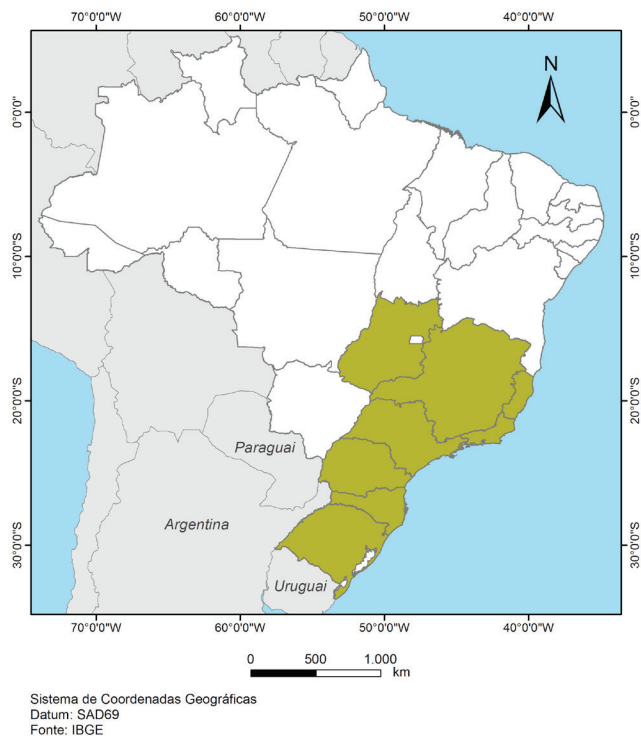 70°0'0"W 60°0'0"W 50°0'0"W 40°0'0"W
N
0°0'0" 0°0'0"
10°0'0"S 10°0'0"S
20°0'0"S 20°0'0"S
Paraguai
Argentina
30°0'0"S 30°0'0"S
Uruguai
70°0'0"W 60°0'0"W 50°0'0"W 40°0'0"W
0 500 1.000
km
Sistema de Coordenadas Geográficas
Datum: SAD69
Fonte: IBGE